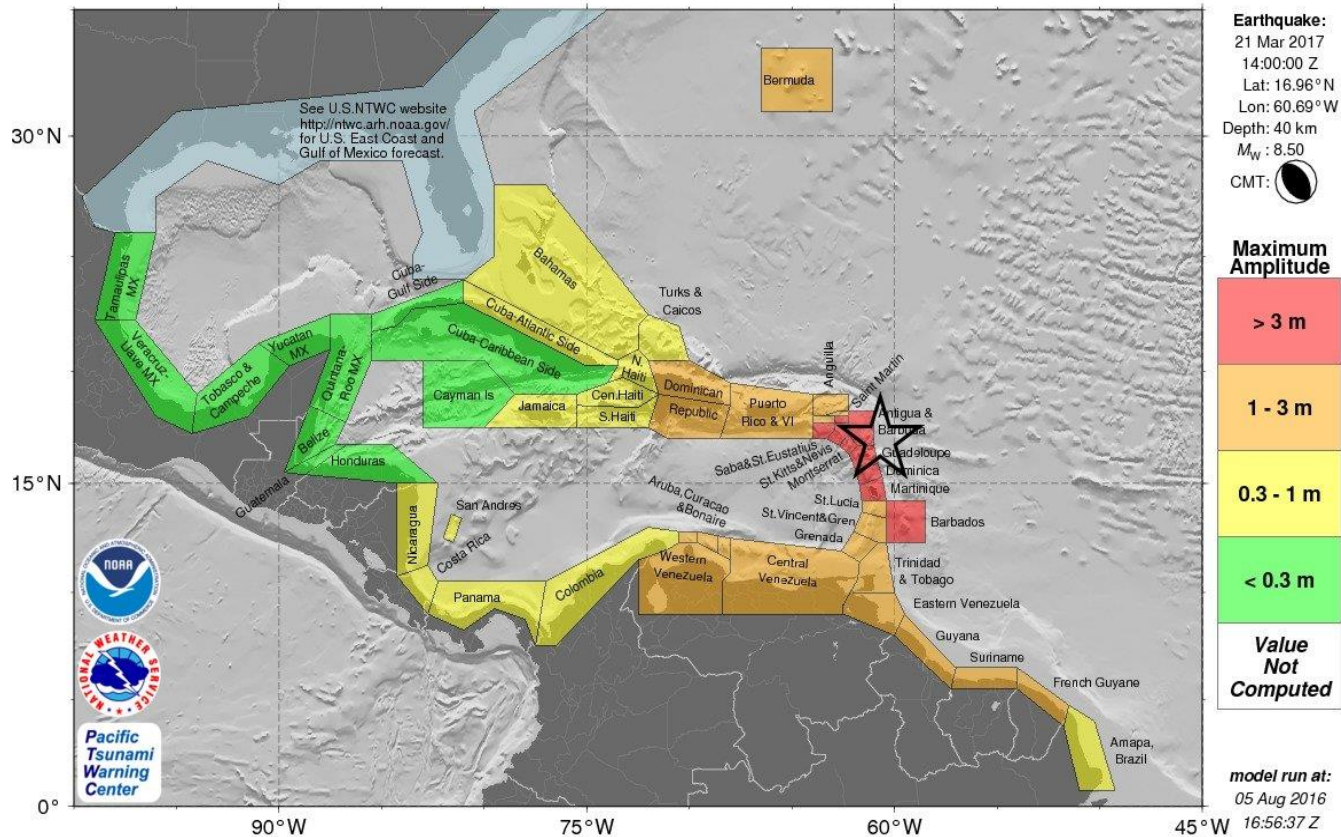 Earthquake:
21 Mar 2017
14:00:00 Z
Lat: 16.96°N
Lon: 60.69°W
Depth: 40 km
MW : 8.50
CMT:
Maximum
Amplitude
> 3 m
1 - 3 m
0.3 - 1 m
< 0.3 m
Value
Not
Computed
model run at:
05 Aug 2016
16:56:37 Z
30°N
15°N
0°
90°W
75°W
60°W
45°W
See U.S.NTWC website
http://ntwc.arh.noaa.gov/
for U.S. East Coast and
Gulf of Mexico forecast.
Bermuda
Bahamas
Turks &
Caicos
Cuba-
Gulf Side
Cuba-Atlantic Side
Cuba-Caribbean Side
Tamaulipas
MX
Veracruz,
Llave MX
Tobasco &
Campeche
Yucatan
MX
Quintana
Roo MX
Belize
Honduras
Guatemala
Cayman Is
Jamaica
N.
Haiti
Cen.Haiti
S.Haiti
Dominican
Republic
Puerto
Rico & VI
Anguilla
Saint Martin
Antigua &
Barbuda
Saba&St.Eustatius
St.Kitts&Nevis
Montserrat
Guadeloupe
Dominica
Martinique
St.Lucia
St.Vincent&Gren
Grenada
Barbados
Aruba,Curacao
&Bonaire
San Andres
Nicaragua
Costa Rica
Panama
Colombia
Western
Venezuela
Central
Venezuela
Trinidad
& Tobago
Eastern Venezuela
Guyana
Suriname
French Guyane
Amapa,
Brazil
NOAA
NATIONAL OCEANIC AND ATMOSPHERIC ADMINISTRATION
U.S. DEPARTMENT OF COMMERCE
NATIONAL WEATHER SERVICE
Pacific
Tsunami
Warning
Center